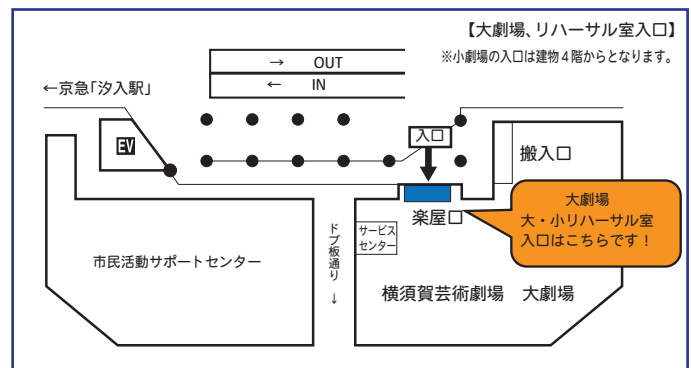 【大劇場、リハーサル室入口】
※小劇場の入口は建物４階からとなります。
→ OUT
← IN
←京急「汐入駅」
EV
入口
搬入口
楽屋口
大劇場
大・小リハーサル室
入口はこちらです！
サービス
センター
ドブ板通り →
市民活動サポートセンター
横須賀芸術劇場　大劇場